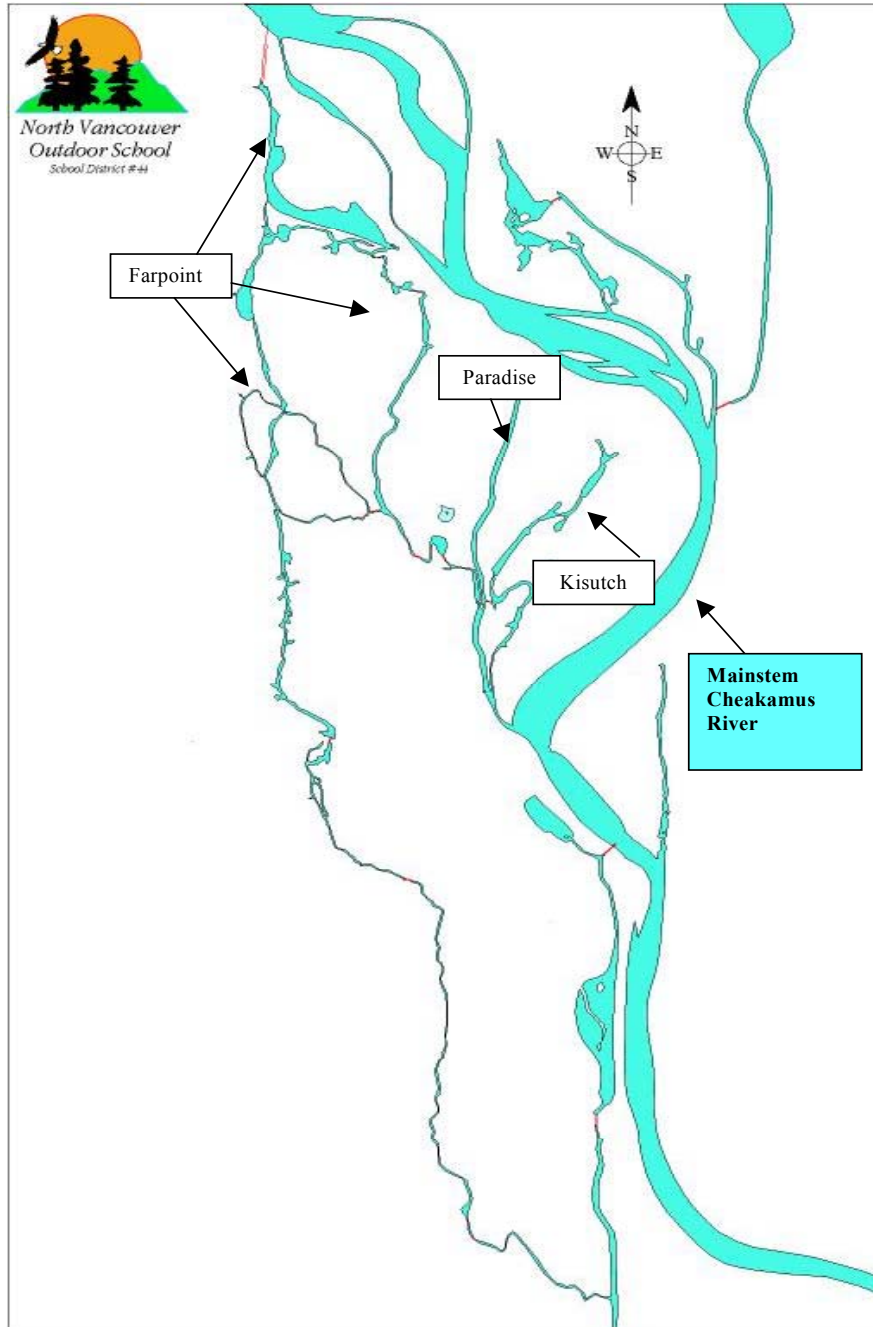 North Vancouver
Outdoor School
School District #44
N
W E
S
Farpoint
Paradise
Kisutch
Mainstem
Cheakamus
River